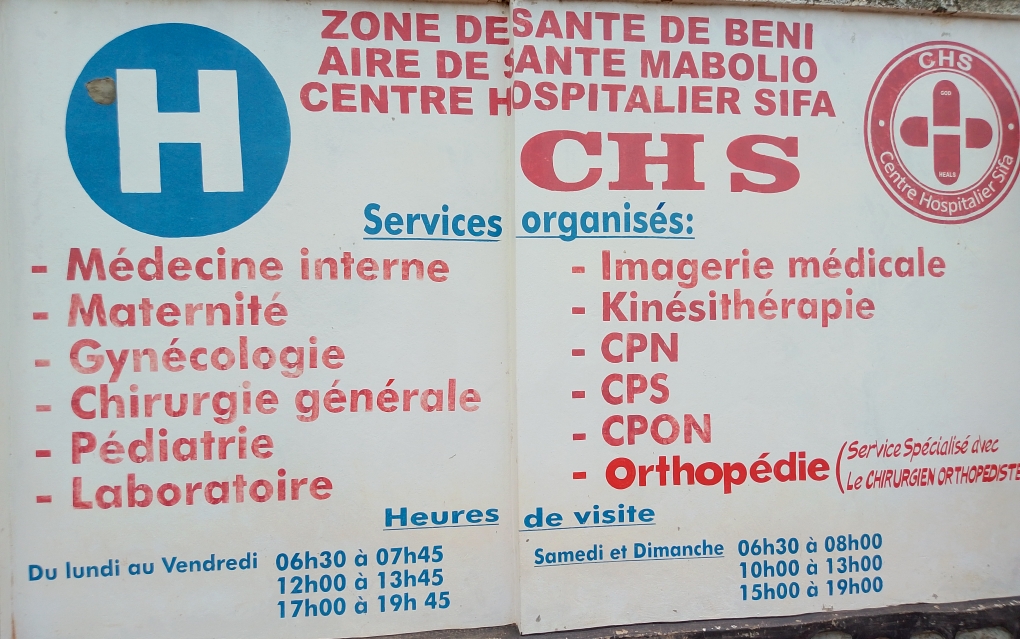 H
ZONE DE SANTE DE BENI
AIRE DE SANTE MABOLIO
CENTRE HOSPITALIER SIFA
CHS
CHS
GOD
HEALS
Centre Hospitalier Sifa
Services organisés:
- Médecine interne
- Maternité
- Gynécologie
- Chirurgie générale
- Pédiatrie
- Laboratoire
- Imagerie médicale
- Kinésithérapie
- CPN
- CPS
- CPON
- Orthopédie (Service Spécialisé avec
Le CHIRURGIEN ORTHOPEDISTE
Heures de visite
Du lundi au Vendredi 06h30 à 07h45
12h00 à 13h45
17h00 à 19h 45
Samedi et Dimanche 06h30 à 08h00
10h00 à 13h00
15h00 à 19h00